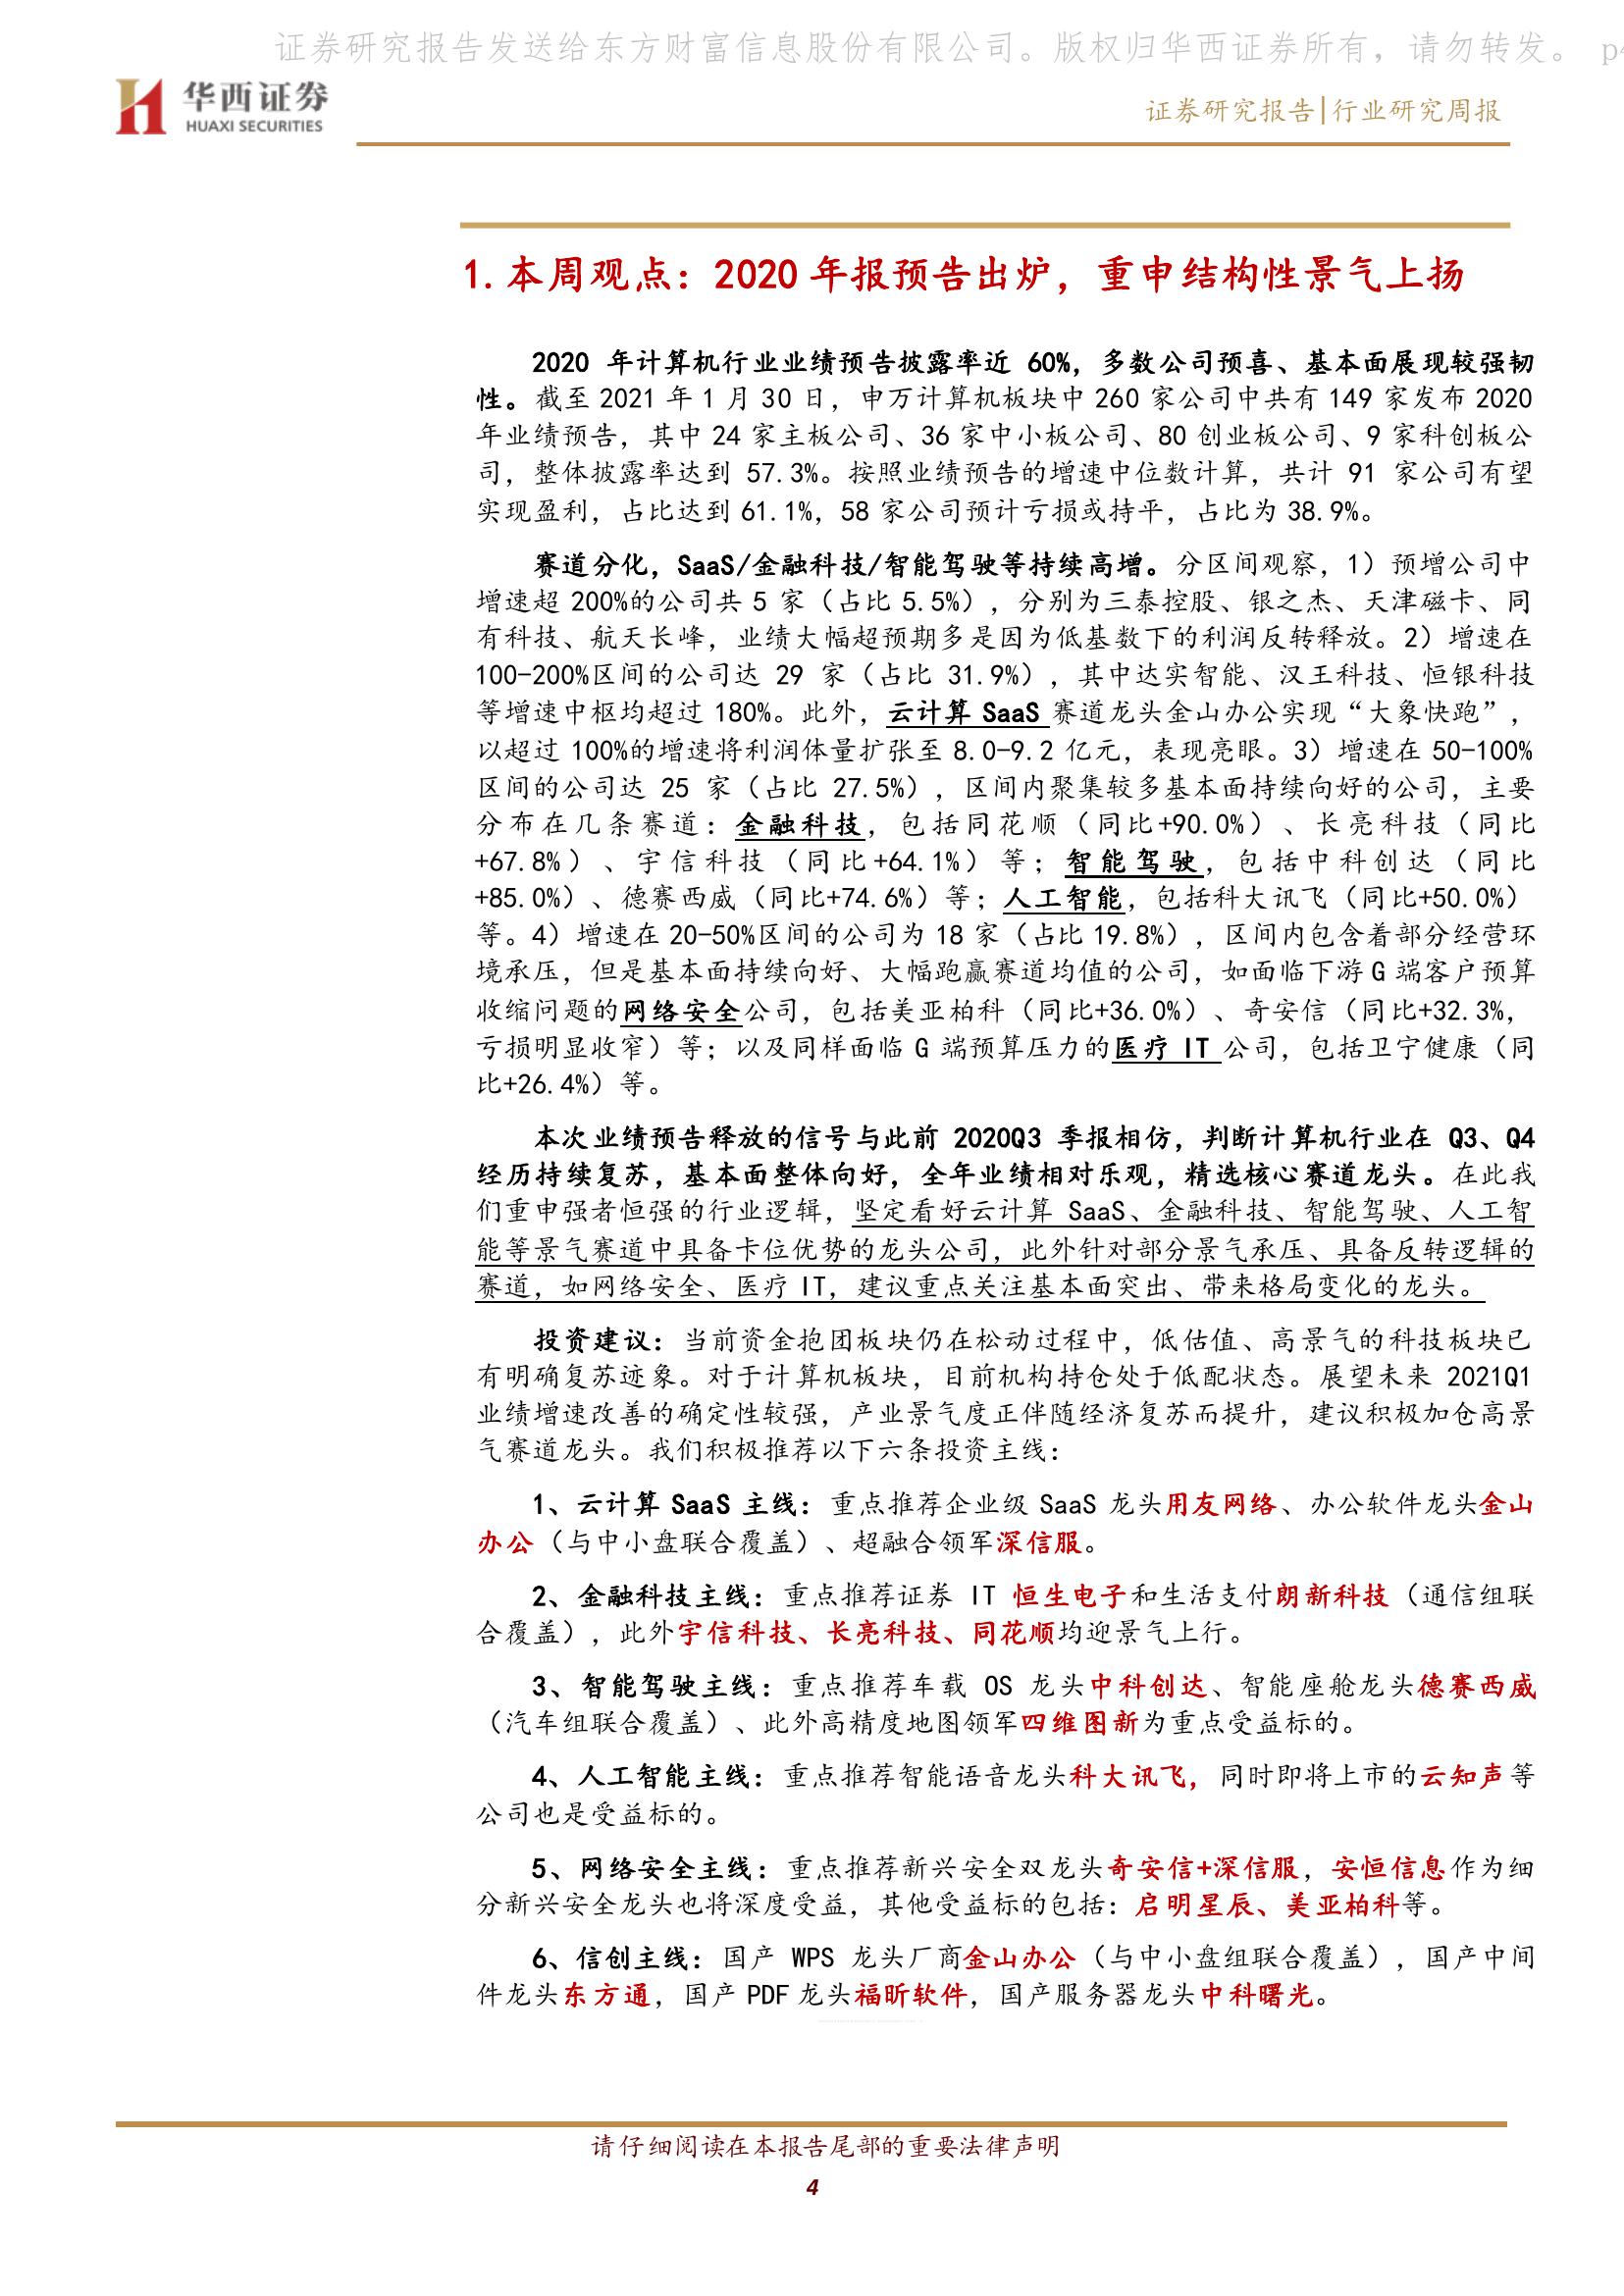 证券研究报告发送给东方财富信息股份有限公司。版权归华西证券所有，请勿转发。 p4
华西证券
HUAXI SECURITIES
证券研究报告|行业研究周报
1.本周观点：2020 年报预告出炉，重申结构性景气上扬
2020 年计算机行业业绩预告披露率近 60%，多数公司预喜、基本面展现较强韧
性。截至 2021 年 1 月 30 日，申万计算机板块中 260 家公司中共有 149 家发布 2020
年业绩预告，其中 24 家主板公司、36 家中小板公司、80 创业板公司、9 家科创板公
司，整体披露率达到 57.3%。按照业绩预告的增速中位数计算，共计 91 家公司有望
实现盈利，占比达到 61.1%，58 家公司预计亏损或持平，占比为 38.9%。
赛道分化，SaaS/金融科技/智能驾驶等持续高增。分区间观察，1）预增公司中
增速超 200%的公司共 5 家（占比 5.5%），分别为三泰控股、银之杰、天津磁卡、同
有科技、航天长峰，业绩大幅超预期多是因为低基数下的利润反转释放。2）增速在
100-200%区间的公司达 29 家（占比 31.9%），其中达实智能、汉王科技、恒银科技
等增速中枢均超过 180%。此外，云计算 SaaS 赛道龙头金山办公实现“大象快跑”，
以超过 100%的增速将利润体量扩张至 8.0-9.2 亿元，表现亮眼。3）增速在 50-100%
区间的公司达 25 家（占比 27.5%），区间内聚集较多基本面持续向好的公司，主要
分布在几条赛道：金融科技，包括同花顺（同比+90.0%）、长亮科技（同比
+67.8%）、宇信科技（同比+64.1%）等；智能驾驶，包括中科创达（同比
+85.0%）、德赛西威（同比+74.6%）等；人工智能，包括科大讯飞（同比+50.0%）
等。4）增速在 20-50%区间的公司为 18 家（占比 19.8%），区间内包含着部分经营环
境承压，但是基本面持续向好、大幅跑赢赛道均值的公司，如面临下游 G 端客户预算
收缩问题的网络安全公司，包括美亚柏科（同比+36.0%）、奇安信（同比+32.3%，
亏损明显收窄）等；以及同样面临 G 端预算压力的医疗 IT 公司，包括卫宁健康（同
比+26.4%）等。
本次业绩预告释放的信号与此前 2020Q3 季报相仿，判断计算机行业在 Q3、Q4
经历持续复苏，基本面整体向好，全年业绩相对乐观，精选核心赛道龙头。在此我
们重申强者恒强的行业逻辑，坚定看好云计算 SaaS、金融科技、智能驾驶、人工智
能等景气赛道中具备卡位优势的龙头公司，此外针对部分景气承压、具备反转逻辑的
赛道，如网络安全、医疗 IT，建议重点关注基本面突出、带来格局变化的龙头。
投资建议：当前资金抱团板块仍在松动过程中，低估值、高景气的科技板块已
有明确复苏迹象。对于计算机板块，目前机构持仓处于低配状态。展望未来 2021Q1
业绩增速改善的确定性较强，产业景气度正伴随经济复苏而提升，建议积极加仓高景
气赛道龙头。我们积极推荐以下六条投资主线：
1、云计算 SaaS 主线：重点推荐企业级 SaaS 龙头用友网络、办公软件龙头金山
办公（与中小盘联合覆盖）、超融合领军深信服。
2、金融科技主线：重点推荐证券 IT 恒生电子和生活支付朗新科技（通信组联
合覆盖），此外宇信科技、长亮科技、同花顺均迎景气上行。
3、智能驾驶主线：重点推荐车载 OS 龙头中科创达、智能座舱龙头德赛西威
（汽车组联合覆盖）、此外高精度地图领军四维图新为重点受益标的。
4、人工智能主线：重点推荐智能语音龙头科大讯飞，同时即将上市的云知声等
公司也是受益标的。
5、网络安全主线：重点推荐新兴安全双龙头奇安信+深信服，安恒信息作为细
分新兴安全龙头也将深度受益，其他受益标的包括：启明星辰、美亚柏科等。
6、信创主线：国产 WPS 龙头厂商金山办公（与中小盘组联合覆盖），国产中间
件龙头东方通，国产 PDF 龙头福昕软件，国产服务器龙头中科曙光。
请仔细阅读在本报告尾部的重要法律声明
4